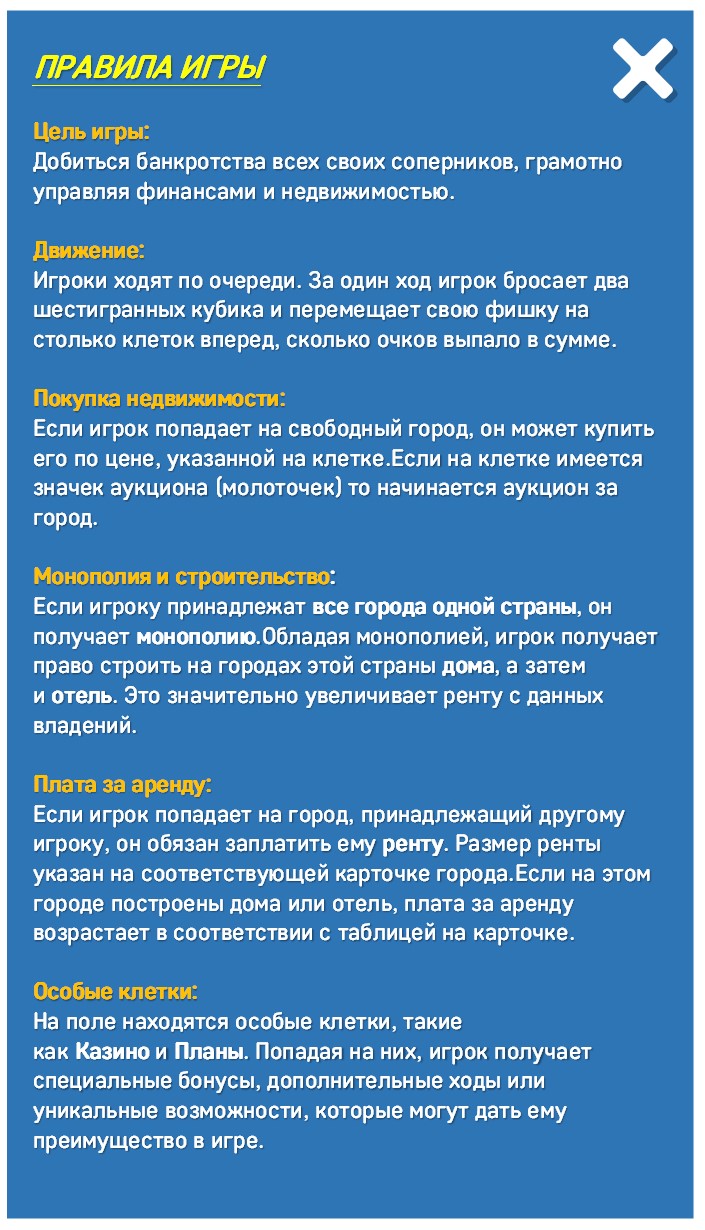 ПРАВИЛА ИГРЫ
Цель игры:
Добиться банкротства всех своих соперников, грамотно
управляя финансами и недвижимостью.
Движение:
Игроки ходят по очереди. За один ход игрок бросает два
шестигранных кубика и перемещает свою фишку на
столько клеток вперед, сколько очков выпало в сумме.
Покупка недвижимости:
Если игрок попадает на свободный город, он может купить
его по цене, указанной на клетке.Если на клетке имеется
значек аукциона (молоточек) то начинается аукцион за
город.
Монополия и строительство:
Если игроку принадлежат все города одной страны, он
получает монополию.Обладая монополией, игрок получает
право строить на городах этой страны дома, а затем
и отель. Это значительно увеличивает ренту с данных
владений.
Плата за аренду:
Если игрок попадает на город, принадлежащий другому
игроку, он обязан заплатить ему ренту. Размер ренты
указан на соответствующей карточке города.Если на этом
городе построены дома или отель, плата за аренду
возрастает в соответствии с таблицей на карточке.
Особые клетки:
На поле находятся особые клетки, такие
как Казино и Планы. Попадая на них, игрок получает
специальные бонусы, дополнительные ходы или
уникальные возможности, которые могут дать ему
преимущество в игре.